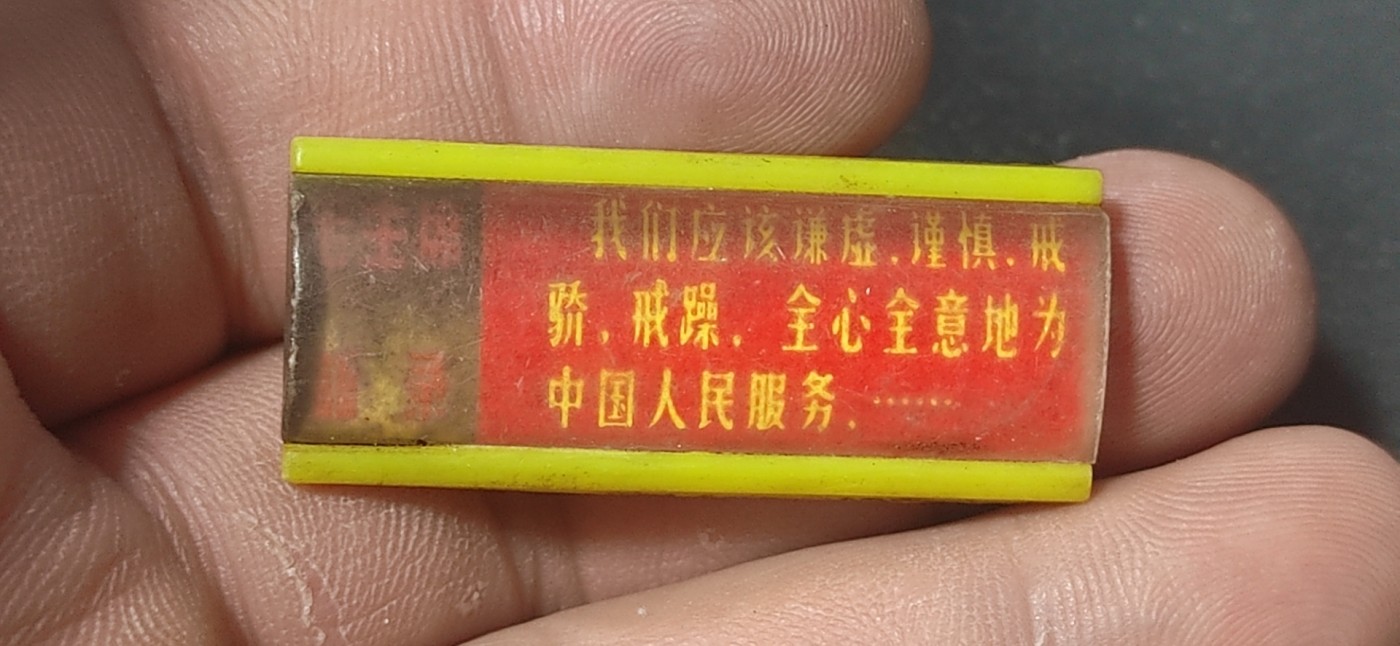 我们应该谦虚、谨慎、戒
骄、戒躁、全心全意地为
中国人民服务、……